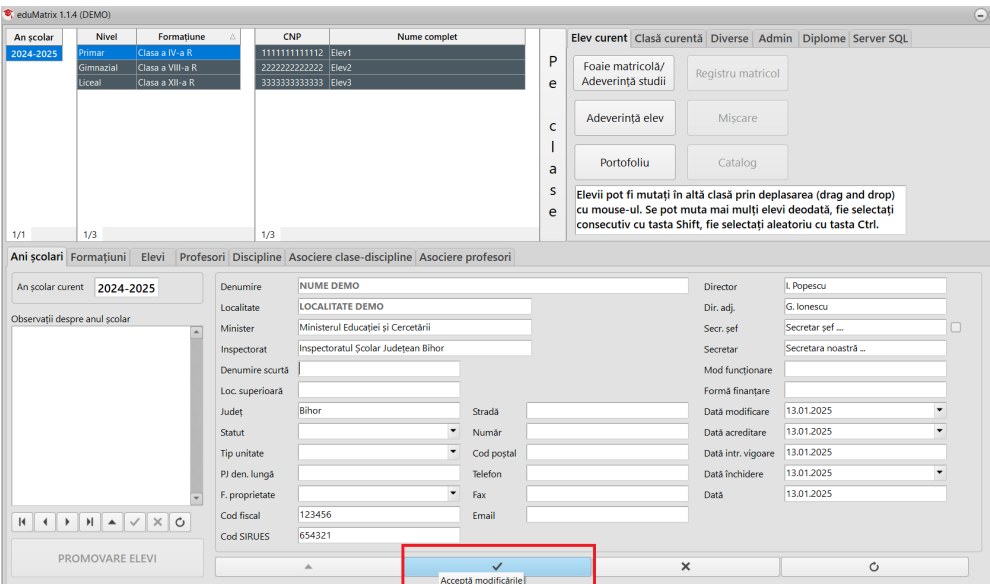 eduMatrix 1.1.4 (DEMO)
An școlar
2024-2025
1/1
Nivel Formațiune
Primar Clasa a IV-a R
Gimnazial Clasa a VIII-a R
Liceal Clasa a XII-a R
1/3
CNP Nume complet
1111111111112 Elev1
2222222222222 Elev2
3333333333333 Elev3
1/3
P
e
c
l
a
s
e
Elev curent Clasă curentă Diverse Admin Diplome Server SQL
Foaie matricolă/
Adeverință studii
Registru matricol
Adeverință elev
Mișcare
Portofoliu
Catalog
Elevii pot fi mutați în altă clasă prin deplasarea (drag and drop)
cu mouse-ul. Se pot muta mai mulți elevi deodată, fie selectați
consecutiv cu tasta Shift, fie selectați aleatoriu cu tasta Ctrl.
Ani școlari Formațiuni Elevi Profesori Discipline Asociere clase-discipline Asociere profesori
An școlar curent 2024-2025
Observații despre anul școlar
PROMOVARE ELEVI
Denumire NUME DEMO
Localitate LOCALITATE DEMO
Minister Ministerul Educației și Cercetării
Inspectorat Inspectoratul Școlar Județean Bihor
Denumire scurtă
Loc. superioară
Județ Bihor
Statut
Tip unitate
PJ den. lungă
F. proprietate
Cod fiscal 123456
Cod SIRUES 654321
Stradă
Număr
Cod poștal
Telefon
Fax
Email
Director I. Popescu
Dir. adj. G. Ionescu
Secr. șef Secretar șef ...
Secretar Secretara noastră ...
Mod funcționare
Formă finanțare
Dată modificare 13.01.2025
Dată acreditare 13.01.2025
Dată intr. vigoare 13.01.2025
Dată închidere 13.01.2025
Dată 13.01.2025
Acceptă modificările